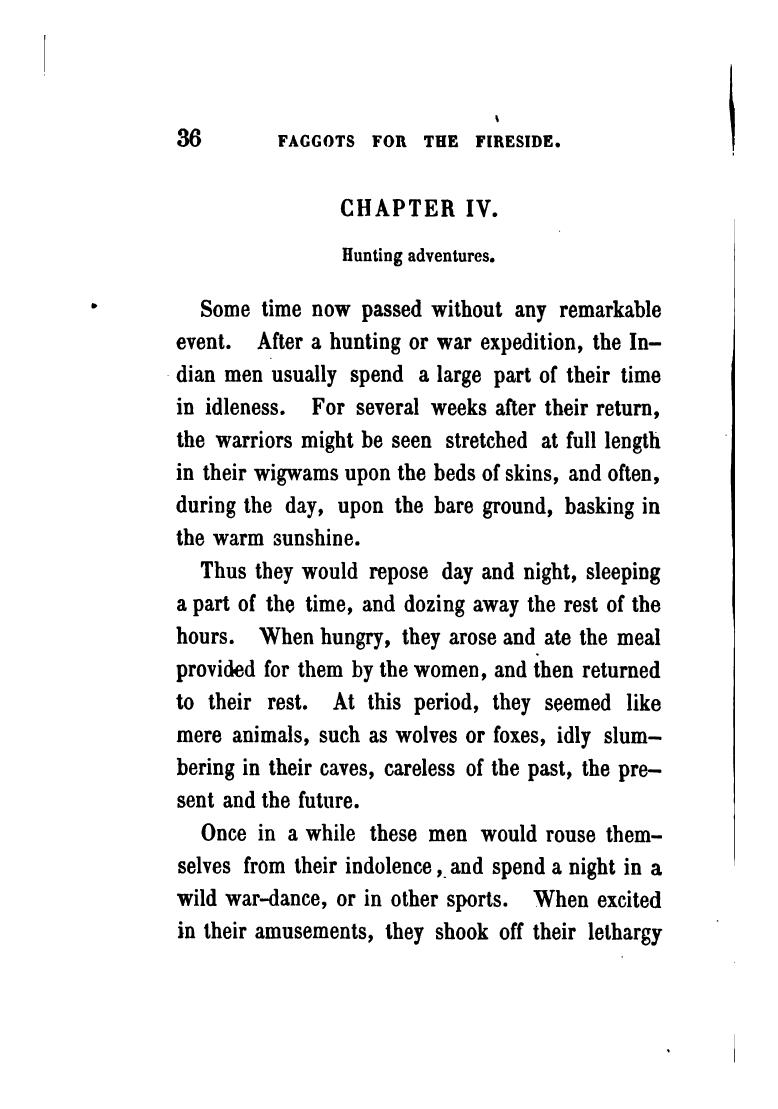 36 FAGGOTS FOR THE FIRESIDE.
CHAPTER IV.
Hunting adventures.
Some time now passed without any remarkable
event. After a hunting or war expedition, the In-
dian men usually spend a large part of their time
in idleness. For several weeks after their return,
the warriors might be seen stretched at full length
in their wigwams upon the beds of skins, and often,
during the day, upon the bare ground, basking in
the warm sunshine.
Thus they would repose day and night, sleeping
a part of the time, and dozing away the rest of the
hours. When hungry, they arose and ate the meal
provided for them by the women, and then returned
to their rest. At this period, they seemed like
mere animals, such as wolves or foxes, idly slum-
bering in their caves, careless of the past, the pre-
sent and the future.
Once in a while these men would rouse them-
selves from their indolence, and spend a night in a
wild war-dance, or in other sports. When excited
in their amusements, they shook off their lethargy